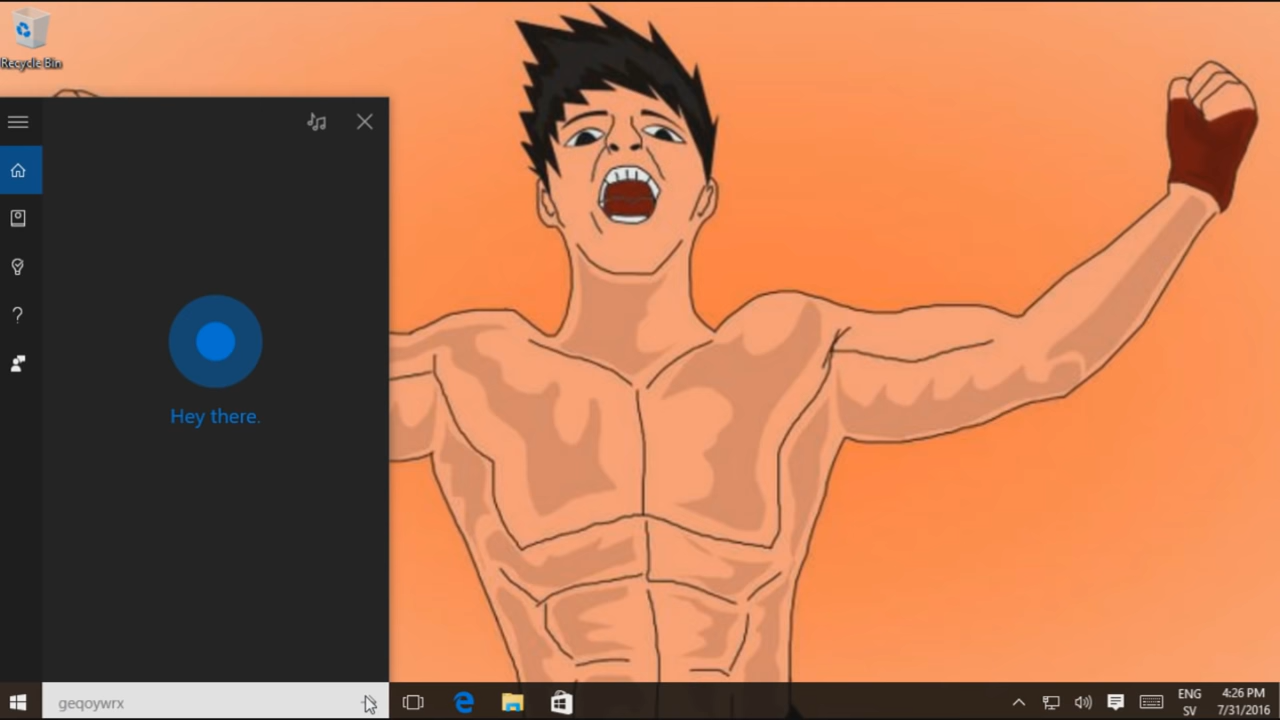 Recycle Bin
Hey there.
geqoywrx
ENG
SV
4:26 PM
7/31/2016